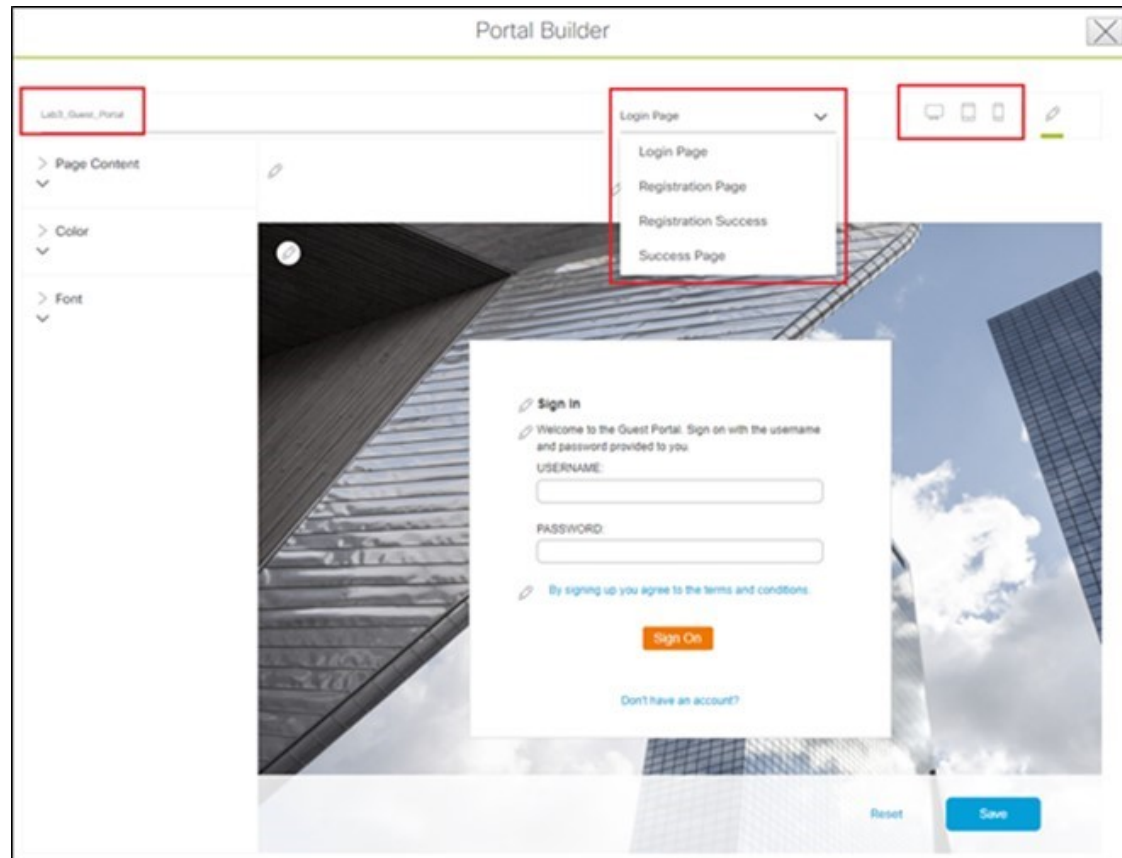 Portal Builder
Lab3_Guest_Portal
Login Page
Login Page
Registration Page
Registration Success
Success Page
Page Content
Color
Font
Sign In
Welcome to the Guest Portal. Sign on with the username
and password provided to you.
USERNAME:
PASSWORD:
By signing up you agree to the terms and conditions.
Sign On
Don't have an account?
Reset
Save